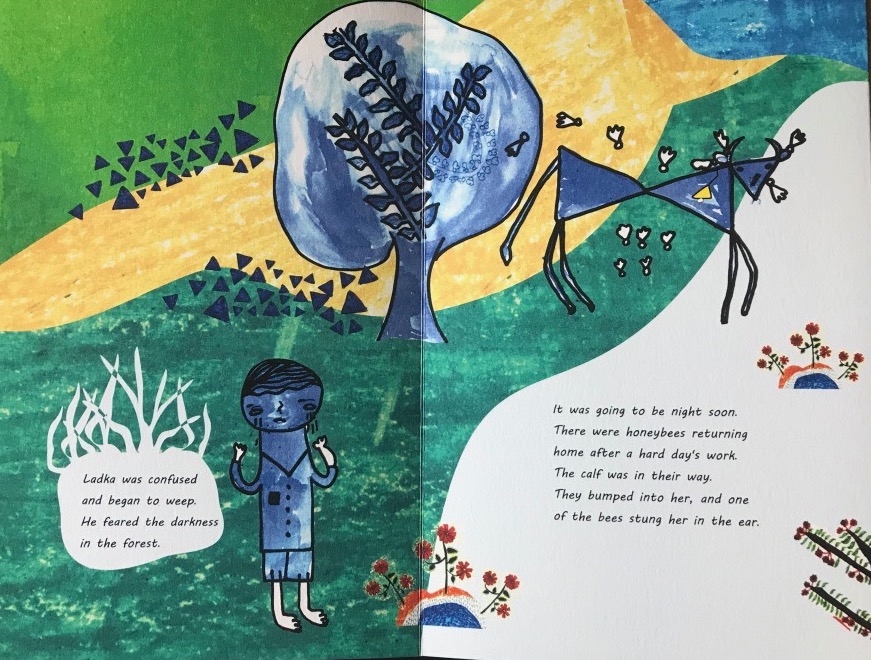 Ladka was confused
and began to weep.
He feared the darkness
in the forest.
It was going to be night soon.
There were honeybees returning
home after a hard day's work.
The calf was in their way.
They bumped into her, and one
of the bees stung her in the ear.